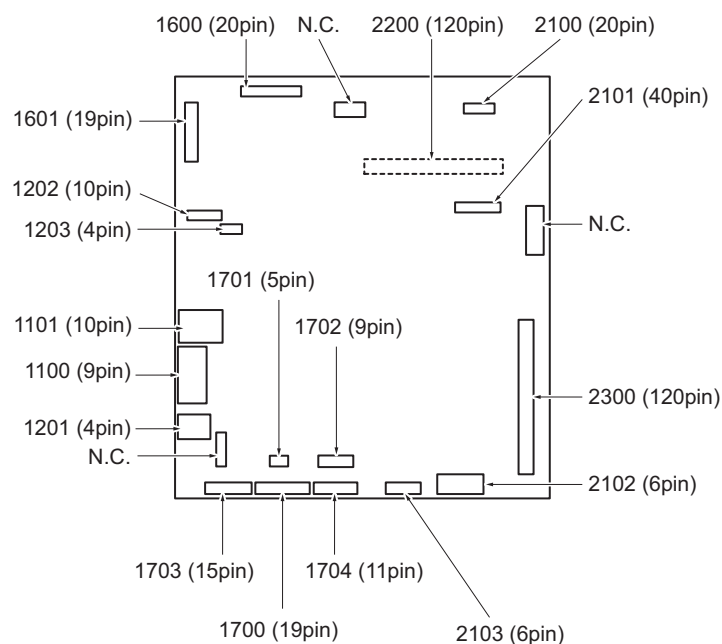 1600 (20pin)
N.C.
2200 (120pin)
2100 (20pin)
2101 (40pin)
1601 (19pin)
1202 (10pin)
1203 (4pin)
N.C.
1701 (5pin)
1101 (10pin)
1702 (9pin)
1100 (9pin)
2300 (120pin)
1201 (4pin)
N.C.
2102 (6pin)
1703 (15pin)
1704 (11pin)
1700 (19pin)
2103 (6pin)